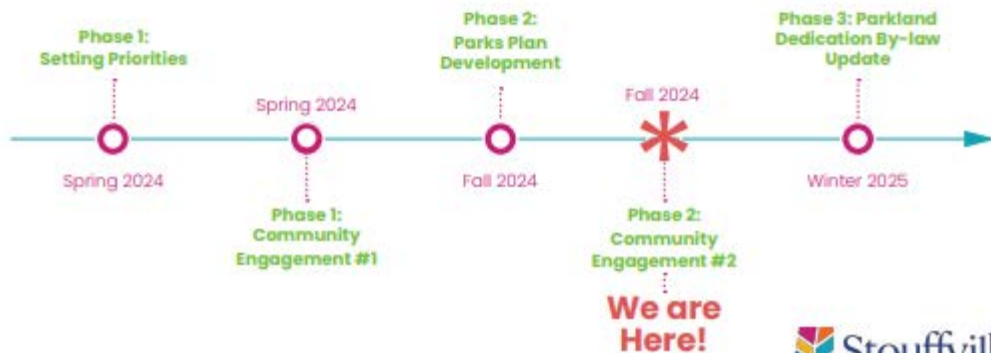 Phase 1:
Setting Priorities
Spring 2024
Spring 2024
Phase 1:
Community
Engagement #1
Phase 2:
Parks Plan
Development
Fall 2024
Fall 2024
Phase 2:
Community
Engagement #2
We are
Here!
Phase 3: Parkland
Dedication By-law
Update
Winter 2025